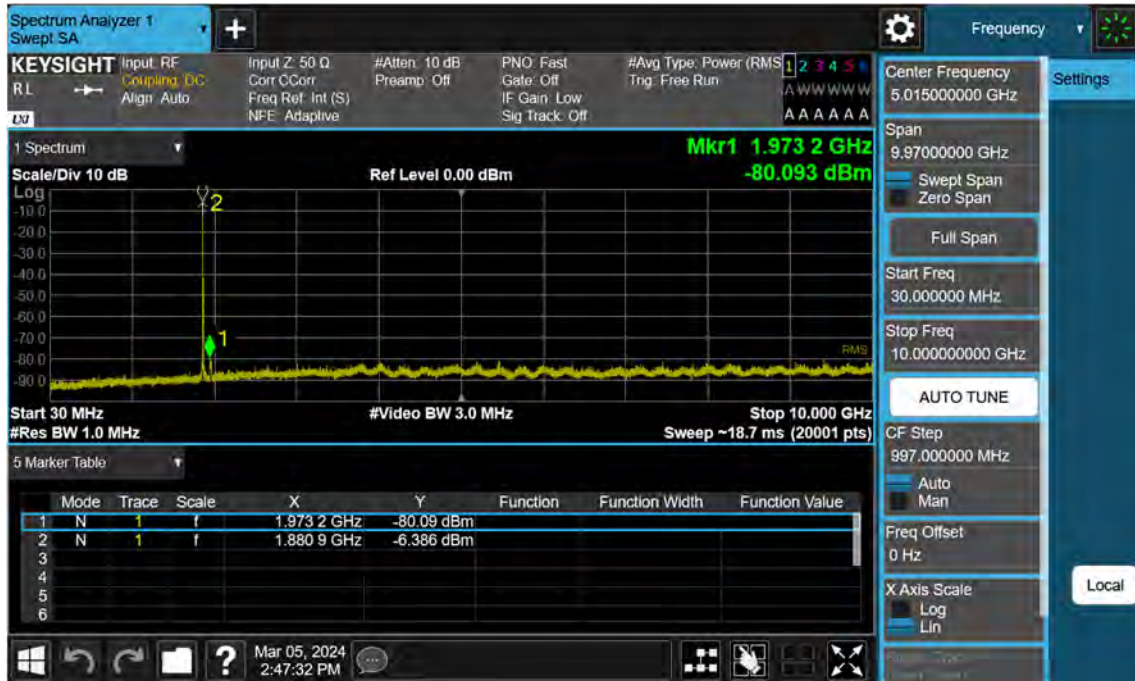 Spectrum Analyzer 1
Swept SA
+
Frequency
KEYSIGHT
RL
LXI
Input: RF
Coupling: DC
Align: Auto
Input Z: 50 Ω
Corr CCorr
Freq Ref: Int (S)
NFE: Adaptive
#Atten: 10 dB
Preamp: Off
PNO: Fast
Gate: Off
IF Gain: Low
Sig Track: Off
#Avg Type: Power (RMS
Trig: Free Run
1 2 3 4 5 6
A W W W W W
A A A A A A
1 Spectrum
Scale/Div 10 dB
Ref Level 0.00 dBm
Mkr1 1.973 2 GHz
-80.093 dBm
Log
-10.0
-20.0
-30.0
-40.0
-50.0
-60.0
-70.0
-80.0
-90.0
2
1
RMS
Start 30 MHz
#Video BW 3.0 MHz
Stop 10.000 GHz
#Res BW 1.0 MHz
Sweep ~18.7 ms (20001 pts)
5 Marker Table
Mode Trace Scale X Y Function Function Width Function Value
1 N 1 f 1.973 2 GHz -80.09 dBm
2 N 1 f 1.880 9 GHz -6.386 dBm
3
4
5
6
?
Mar 05, 2024
2:47:32 PM
Center Frequency
5.015000000 GHz
Settings
Span
9.97000000 GHz
Swept Span
Zero Span
Full Span
Start Freq
30.000000 MHz
Stop Freq
10.000000000 GHz
AUTO TUNE
CF Step
997.000000 MHz
Auto
Man
Freq Offset
0 Hz
X Axis Scale
Log
Lin
Local